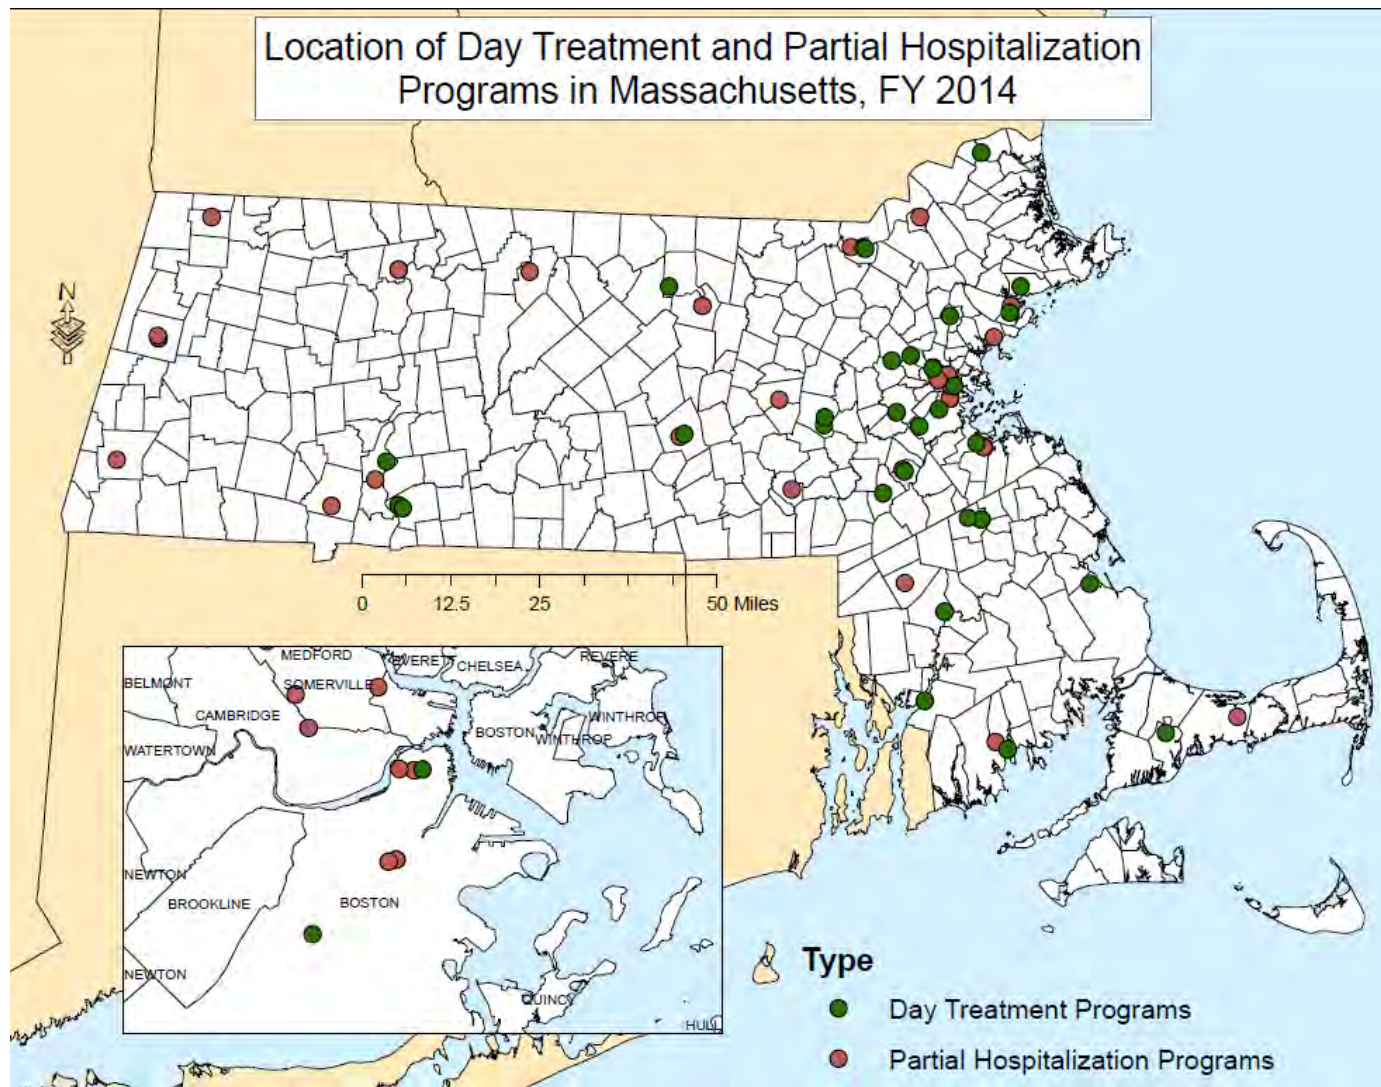 Location of Day Treatment and Partial Hospitalization
Programs in Massachusetts, FY 2014
N
0 12.5 25 50 Miles
MEDFORD
EVERETT
CHELSEA
REVERE
BELMONT
SOMERVILLE
CAMBRIDGE
WINTHROP
BOSTON
WINTHROP
WATERTOWN
NEWTON
BROOKLINE
BOSTON
NEWTON
QUINCY
HULL
Type
Day Treatment Programs
Partial Hospitalization Programs